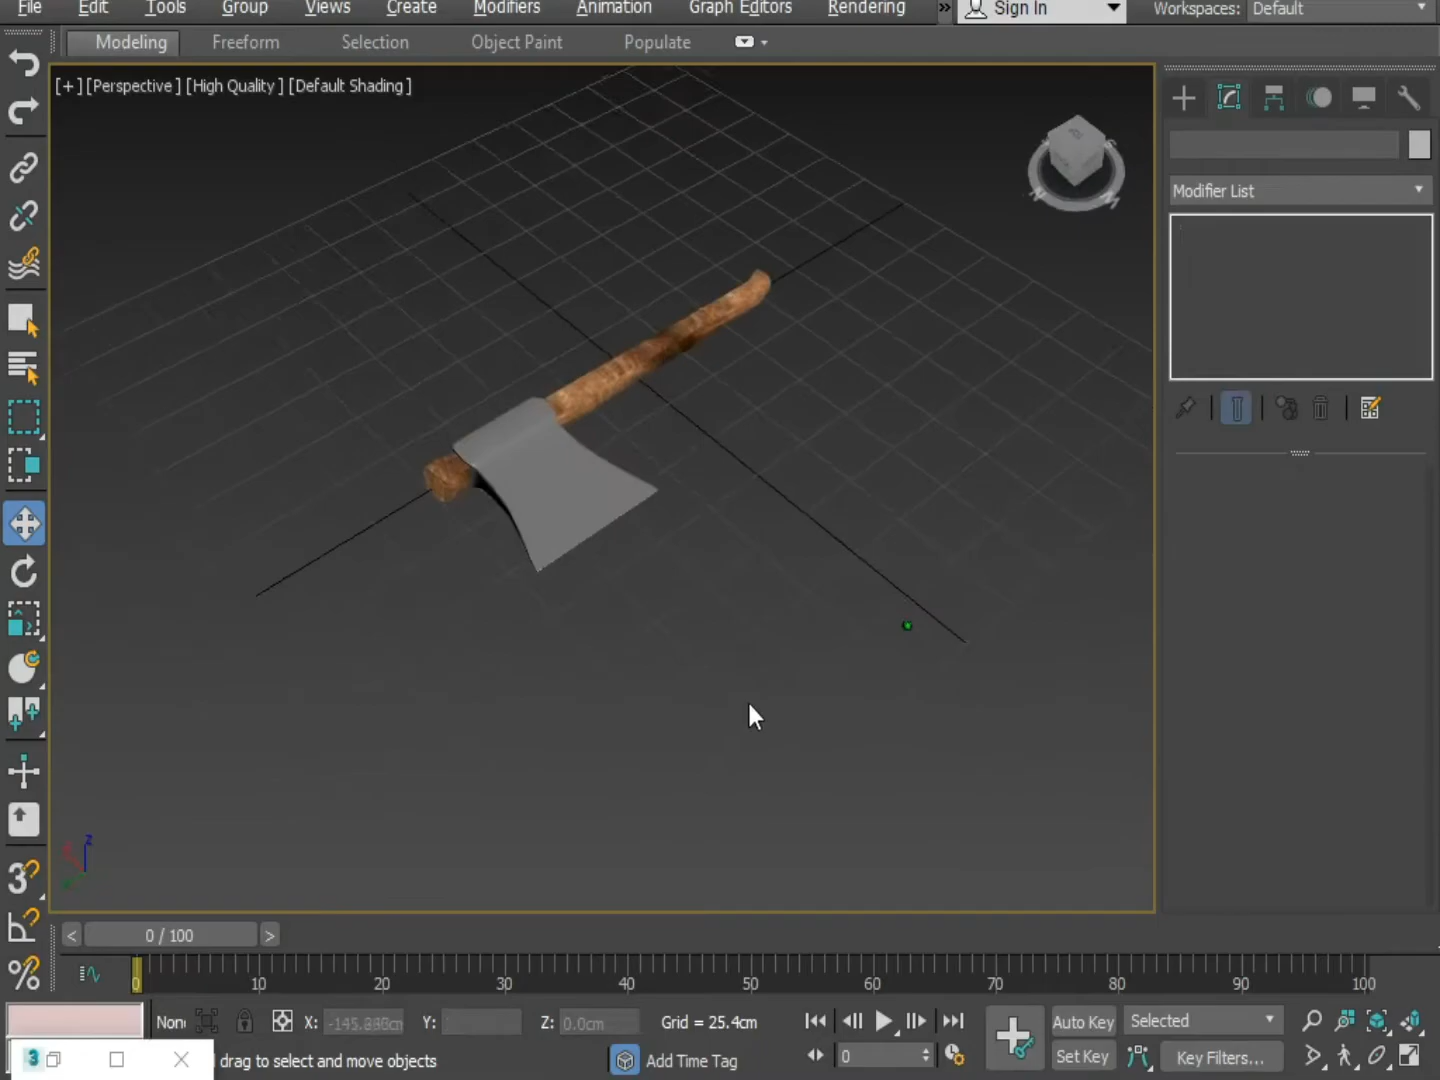 File Edit Tools Group Views Create Modifiers Animation Graph Editors Rendering » Sign In Workspaces: Default
Modeling Freeform Selection Object Paint Populate
[+] [Perspective ] [High Quality ] [Default Shading ]
Modifier List
z
< 0 / 100 >
0 10 20 30 40 50 60 70 80 90 100
Non X: Y: Z: 0.0cm Grid = 25.4cm Auto Key Selected
3 drag to select and move objects Add Time Tag 0 Set Key Key Filters...